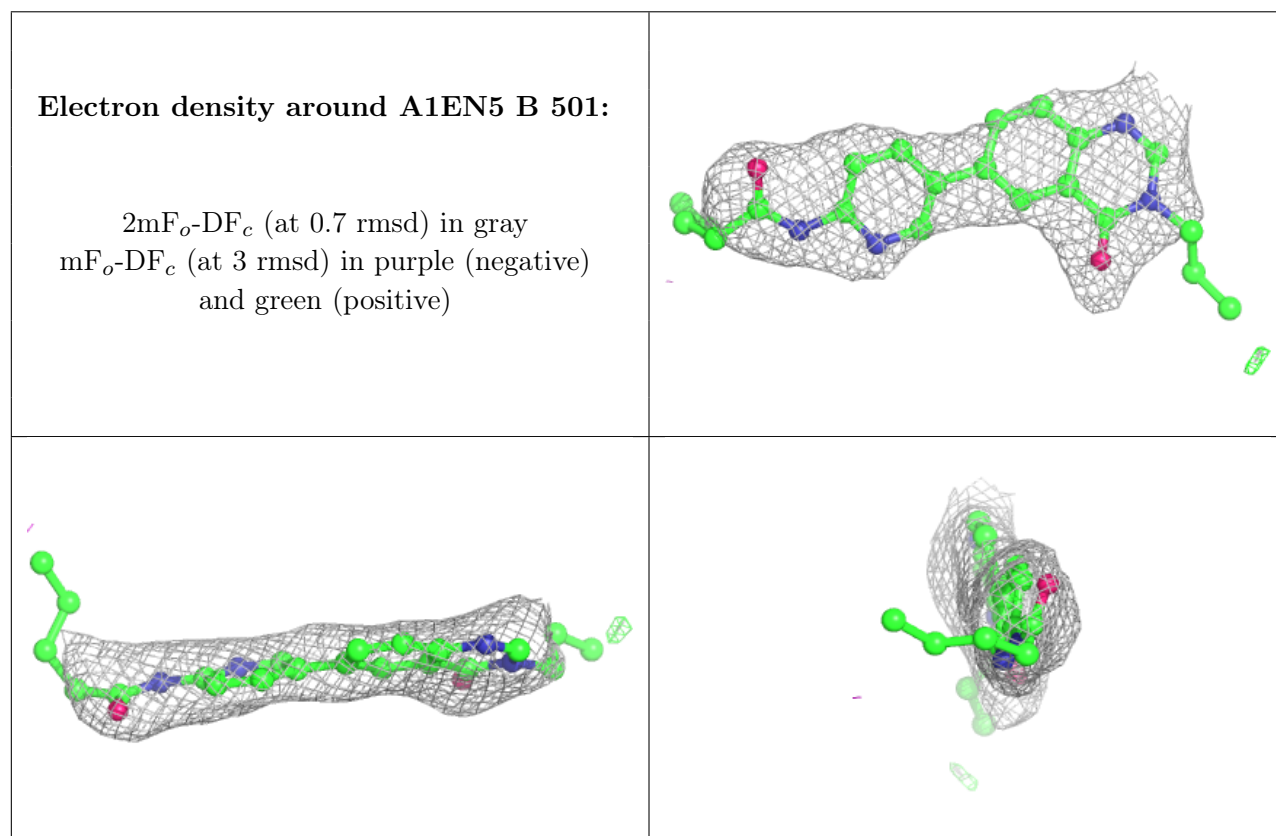 Electron density around A1EN5 B 501:
2mFo-DFc (at 0.7 rmsd) in gray
mFo-DFc (at 3 rmsd) in purple (negative)
and green (positive)